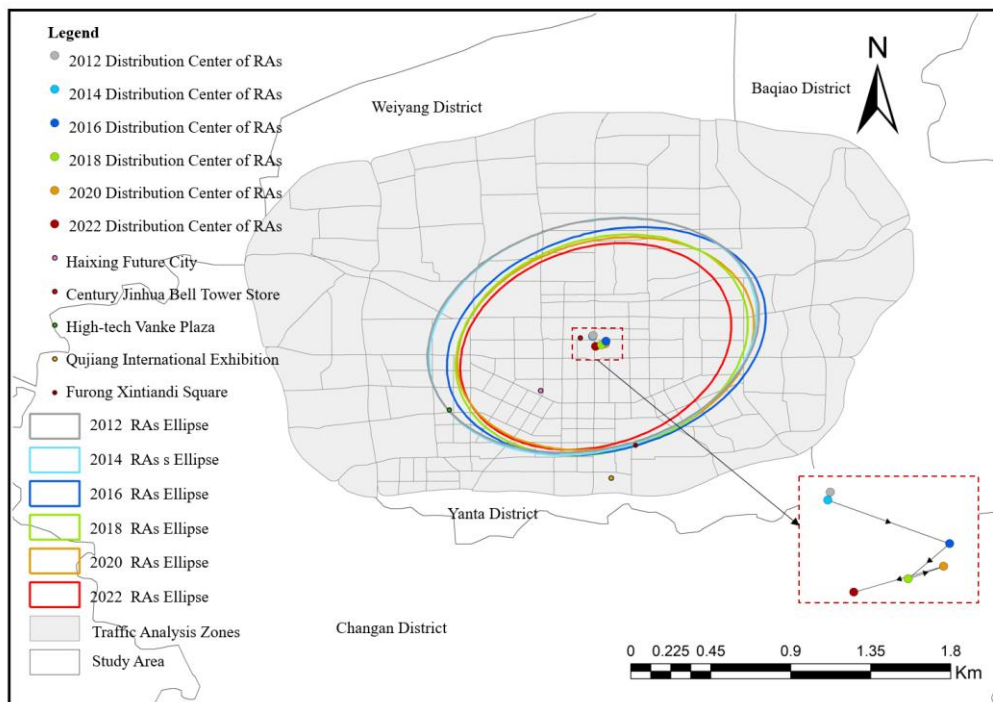 Legend
2012 Distribution Center of RAs
2014 Distribution Center of RAs
2016 Distribution Center of RAs
2018 Distribution Center of RAs
2020 Distribution Center of RAs
2022 Distribution Center of RAs
Haixing Future City
Century Jinhua Bell Tower Store
High-tech Vanke Plaza
Qujiang International Exhibition
Furong Xintiandi Square
2012 RAs Ellipse
2014 RAs s Ellipse
2016 RAs Ellipse
2018 RAs Ellipse
2020 RAs Ellipse
2022 RAs Ellipse
Traffic Analysis Zones
Study Area
Weiyang District
Baqiao District
N
Yanta District
Changan District
0 0.225 0.45 0.9 1.35 1.8
Km